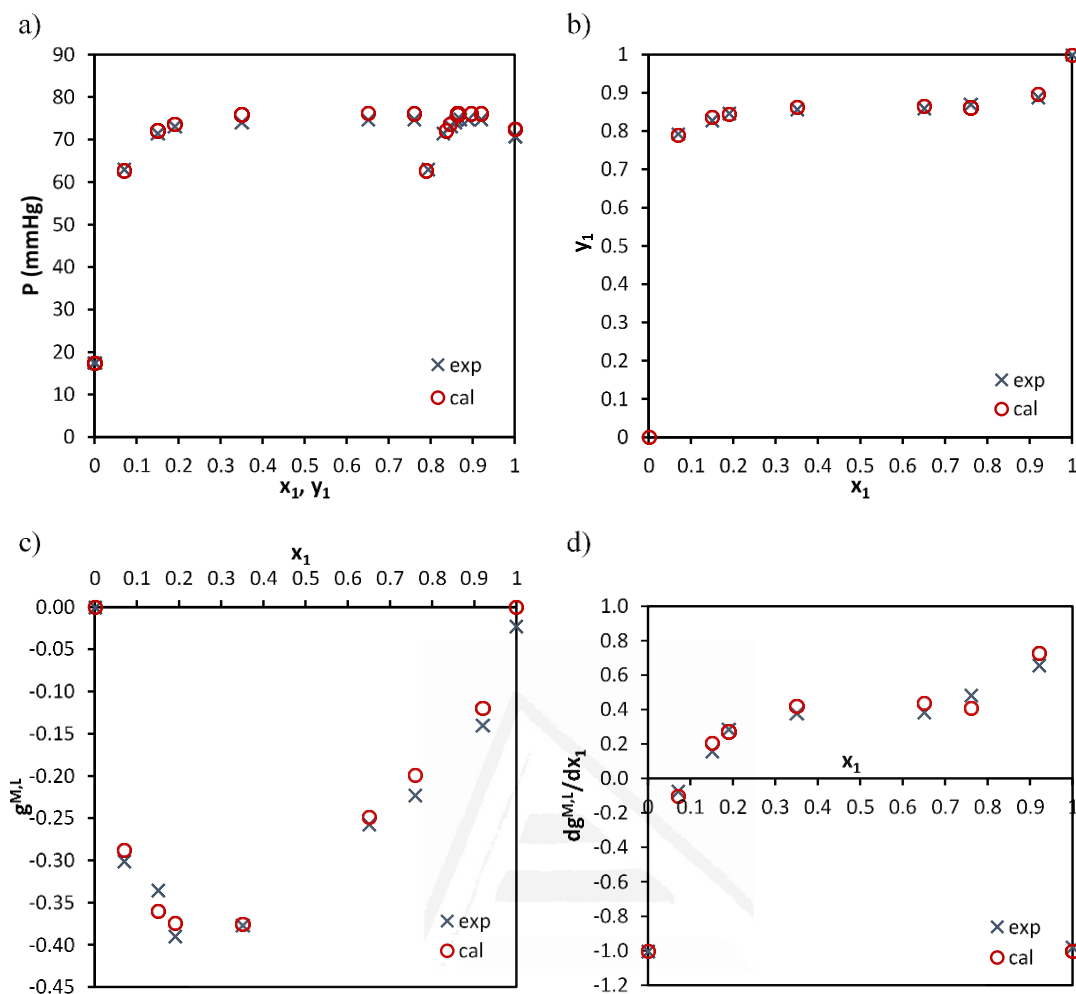 a)
90
80
70
60
50
40
30
20
10
0
P (mmHg)
exp
cal
0 0.1 0.2 0.3 0.4 0.5 0.6 0.7 0.8 0.9 1
x₁, y₁
b)
1
0.9
0.8
0.7
0.6
0.5
0.4
0.3
0.2
0.1
0
y₁
exp
cal
0 0.1 0.2 0.3 0.4 0.5 0.6 0.7 0.8 0.9 1
x₁
c)
x₁
0 0.1 0.2 0.3 0.4 0.5 0.6 0.7 0.8 0.9 1
0.00
-0.05
-0.10
-0.15
-0.20
-0.25
-0.30
-0.35
-0.40
-0.45
gᴹ,ᴸ
exp
cal
d)
1.0
0.8
0.6
0.4
0.2
0.0
-0.2
-0.4
-0.6
-0.8
-1.0
-1.2
dgᴹ,ᴸ/dx₁
x₁
0 0.1 0.2 0.3 0.4 0.5 0.6 0.7 0.8 0.9 1
exp
cal